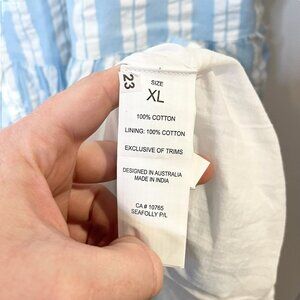 23
SIZE
XL
100% COTTON
LINING: 100% COTTON
EXCLUSIVE OF TRIMS
DESIGNED IN AUSTRALIA
MADE IN INDIA
CA# 10765
SEAFOLLY P/L